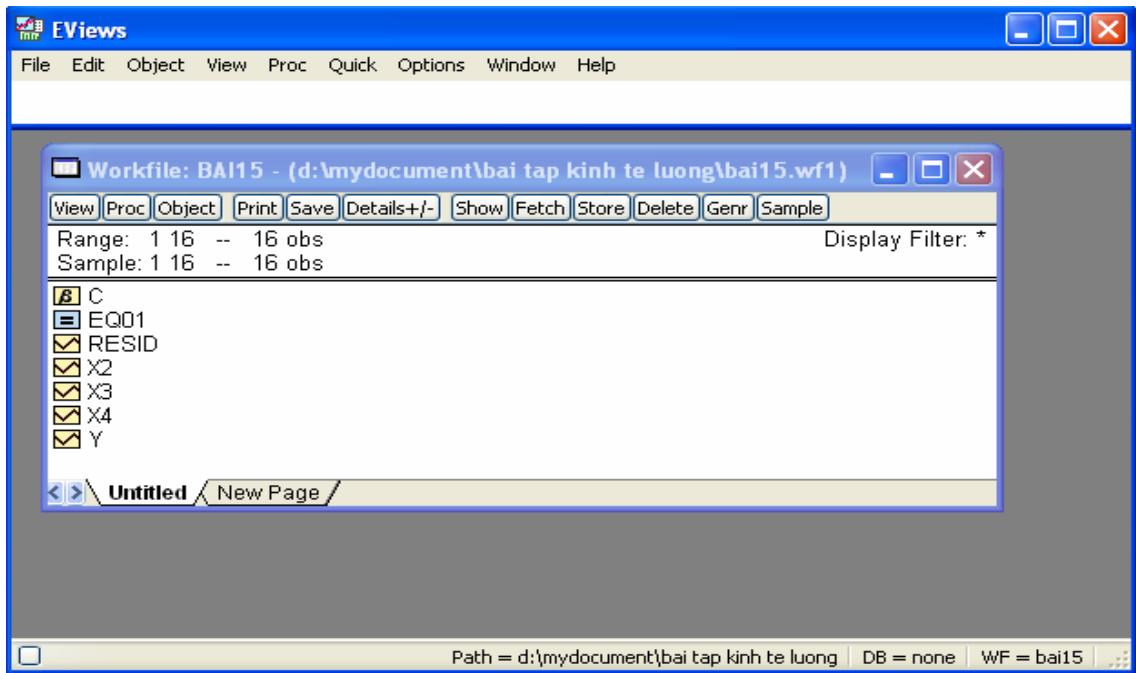 EViews
File Edit Object View Proc Quick Options Window Help
Workfile: BAI15 - (d:\mydocument\bai tap kinh te luong\bai15.wf1)
View Proc Object Print Save Details+/- Show Fetch Store Delete Genr Sample
Range: 1 16 -- 16 obs Display Filter: *
Sample: 1 16 -- 16 obs
β C
= EQ01
RESID
X2
X3
X4
Y
< > Untitled New Page
Path = d:\mydocument\bai tap kinh te luong DB = none WF = bai15